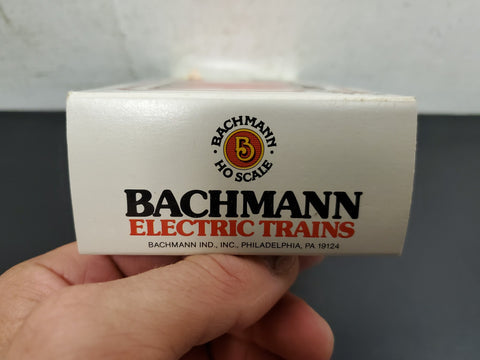 BACHMANN
B
HO SCALE
BACHMANN
ELECTRIC TRAINS
BACHMANN IND., INC., PHILADELPHIA, PA 19124